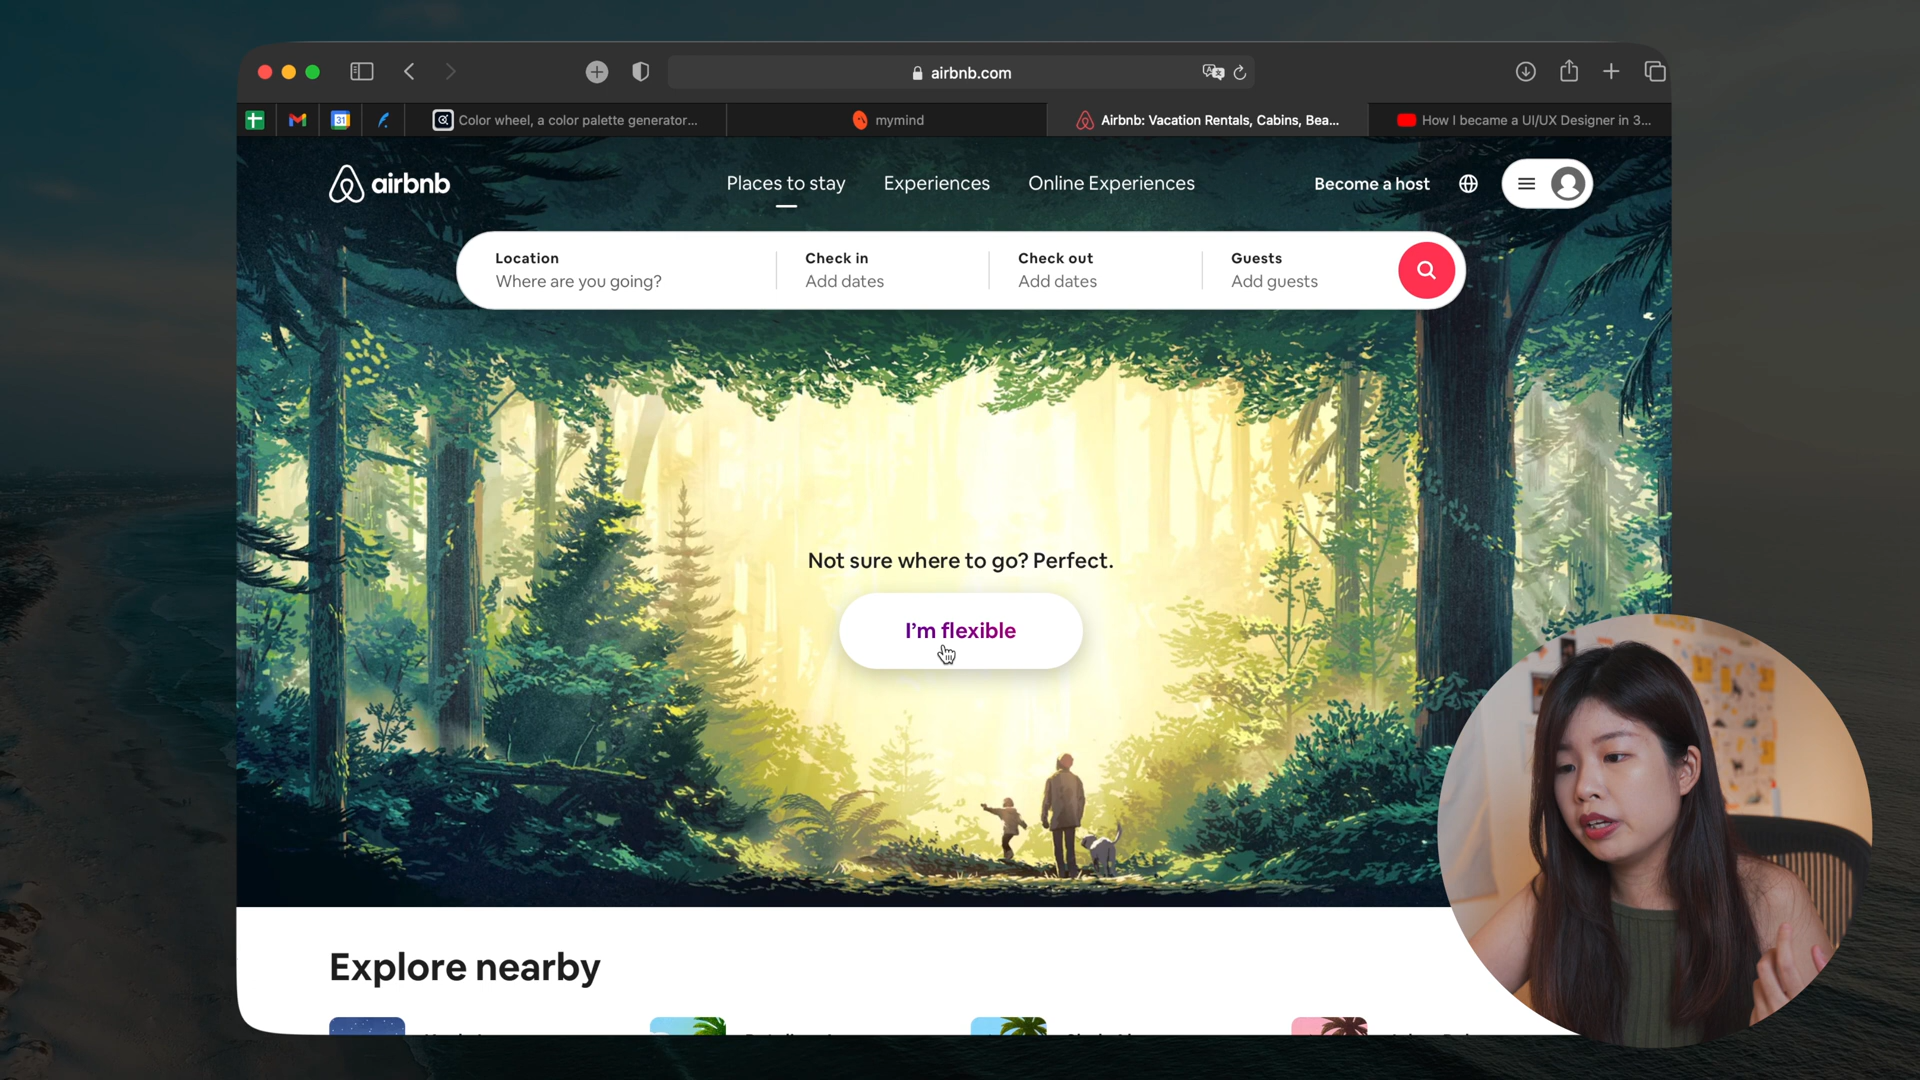 airbnb.com
31
Color wheel, a color palette generator...
mymind
Airbnb: Vacation Rentals, Cabins, Bea...
How I became a UI/UX Designer in 3...
airbnb
Places to stay
Experiences
Online Experiences
Become a host
Location
Where are you going?
Check in
Add dates
Check out
Add dates
Guests
Add guests
Not sure where to go? Perfect.
I'm flexible
Explore nearby